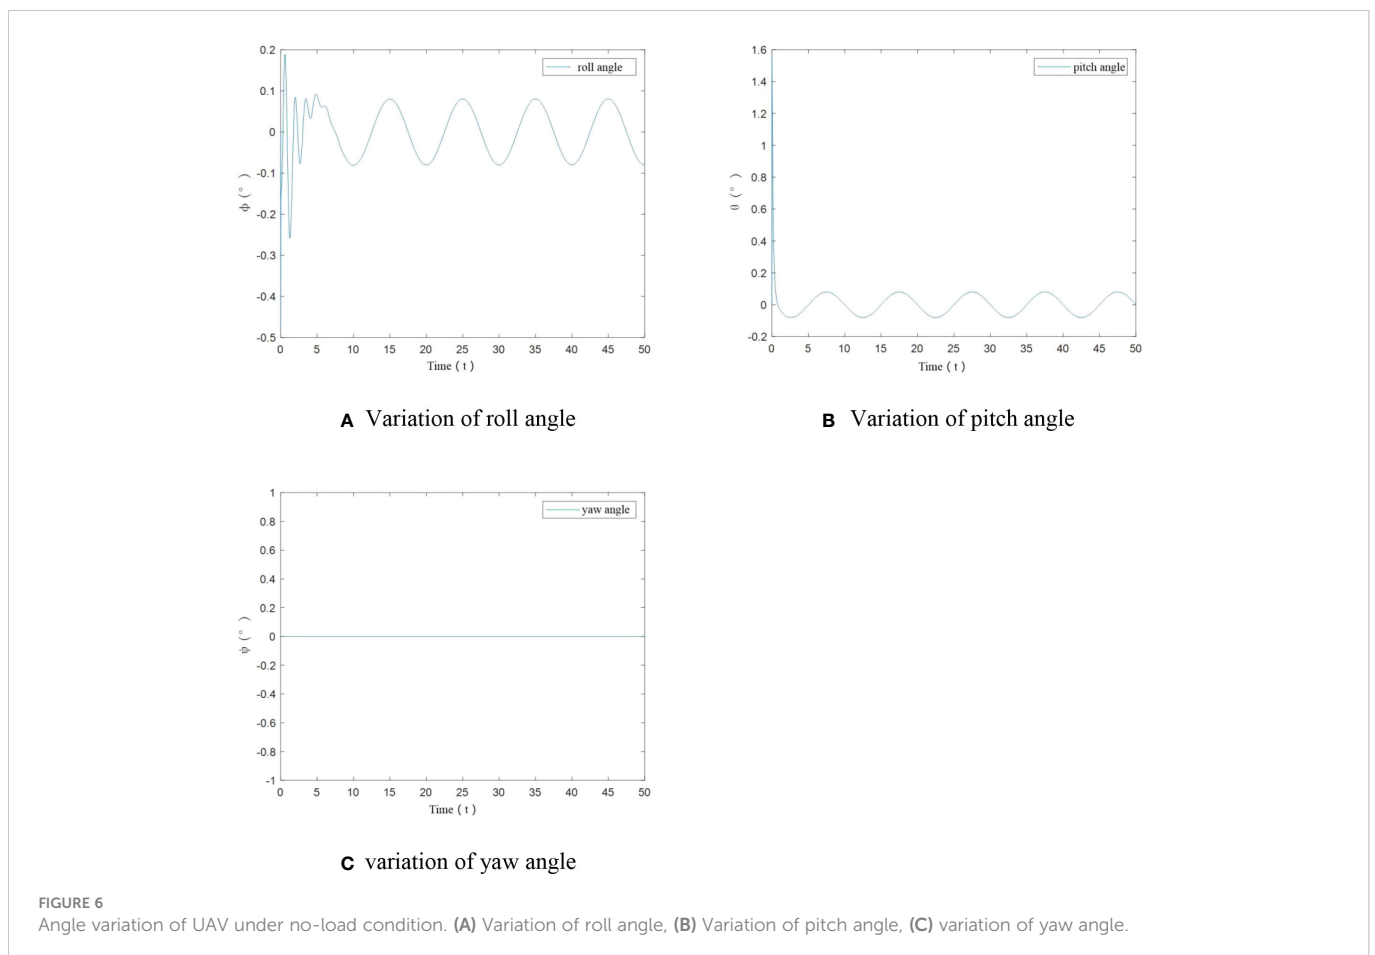 0.2
0.1
0
-0.1
-0.2
-0.3
-0.4
-0.5
ϕ (° )
roll angle
0 5 10 15 20 25 30 35 40 45 50
Time ( t )
A Variation of roll angle
1.6
1.4
1.2
1
0.8
0.6
0.4
0.2
0
-0.2
θ (° )
pitch angle
0 5 10 15 20 25 30 35 40 45 50
Time ( t )
B Variation of pitch angle
1
0.8
0.6
0.4
0.2
0
-0.2
-0.4
-0.6
-0.8
-1
ψ (° )
yaw angle
0 5 10 15 20 25 30 35 40 45 50
Time ( t )
C variation of yaw angle
FIGURE 6
Angle variation of UAV under no-load condition. (A) Variation of roll angle, (B) Variation of pitch angle, (C) variation of yaw angle.